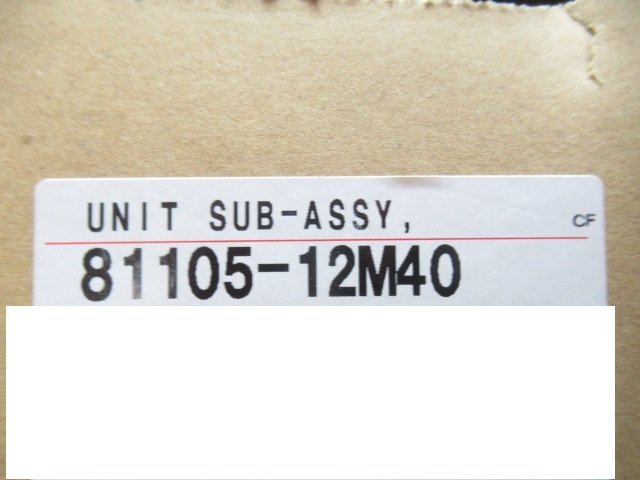 UNIT SUB-ASSY,
CF
81105-12M40